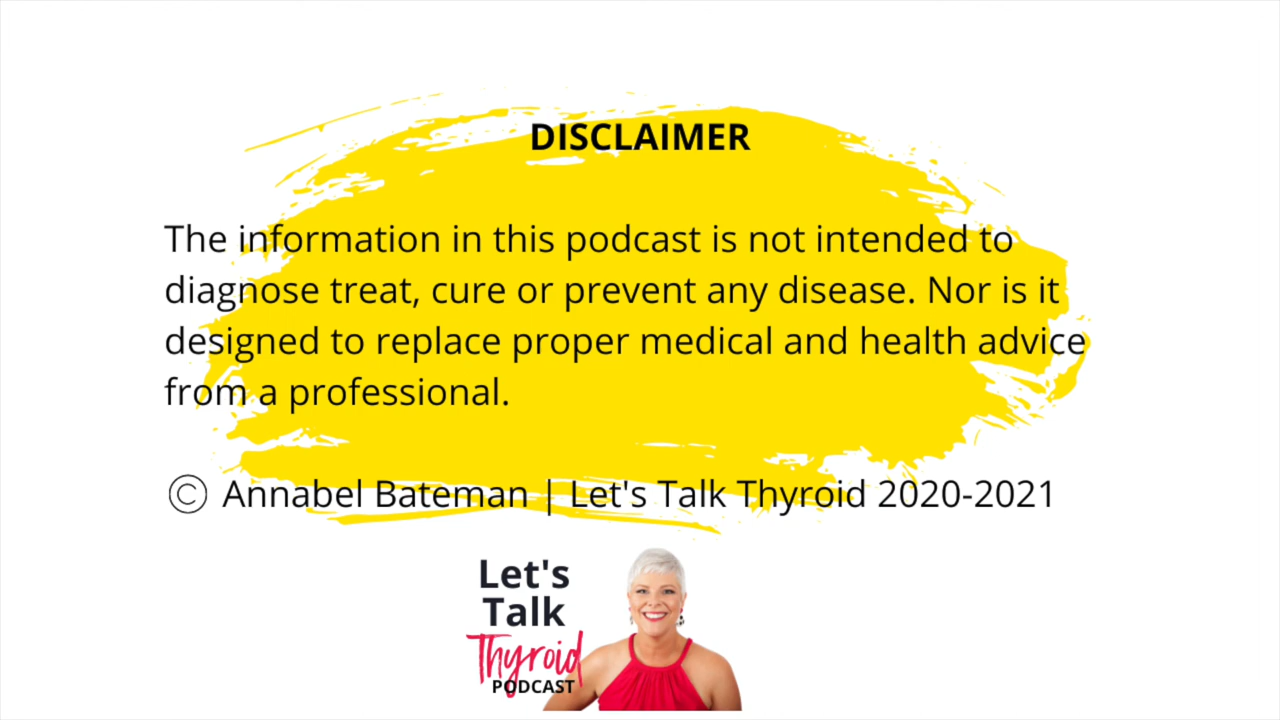 DISCLAIMER
The information in this podcast is not intended to
diagnose treat, cure or prevent any disease. Nor is it
designed to replace proper medical and health advice
from a professional.
© Annabel Bateman | Let's Talk Thyroid 2020-2021
Let's
Talk
Thyroid
PODCAST